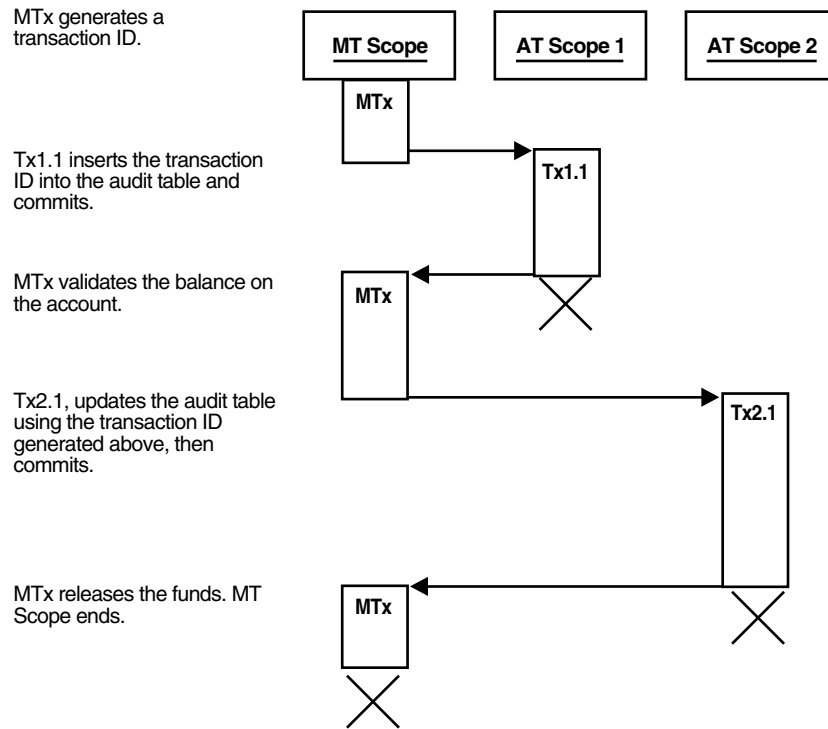 MTx generates a
transaction ID.
MT Scope
AT Scope 1
AT Scope 2
MTx
Tx1.1 inserts the transaction
ID into the audit table and
commits.
Tx1.1
MTx validates the balance on
the account.
MTx
Tx2.1, updates the audit table
using the transaction ID
generated above, then
commits.
Tx2.1
MTx releases the funds. MT
Scope ends.
MTx